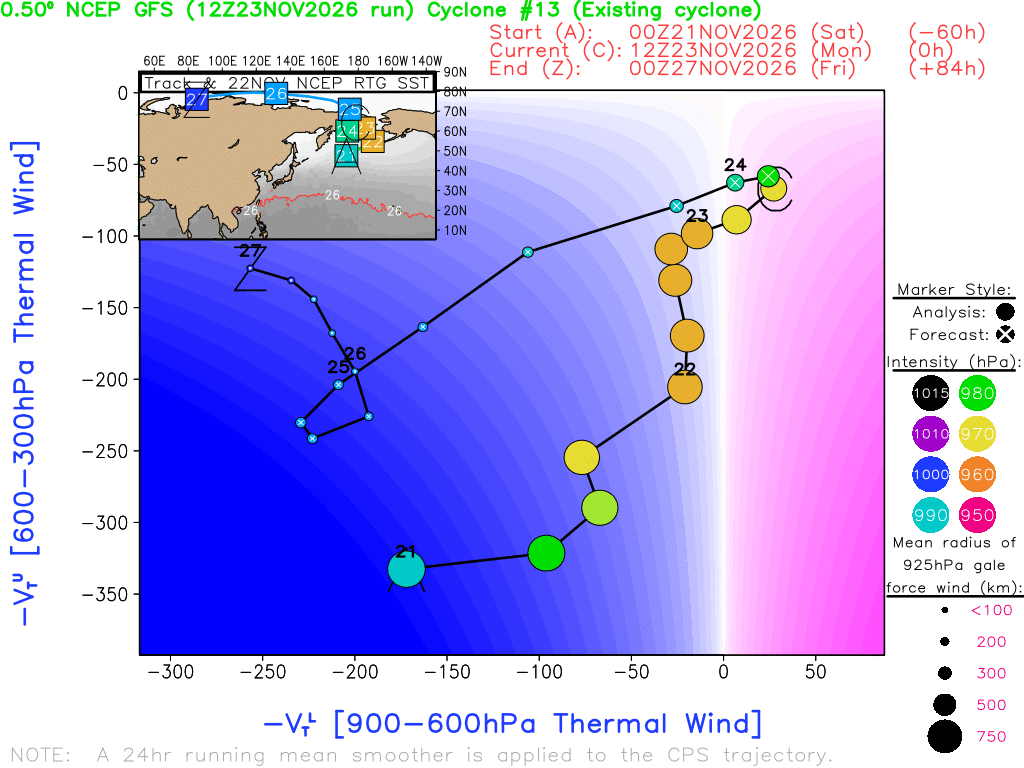 0.50º NCEP GFS (12Z23NOV2026 run) Cyclone #13 (Existing cyclone)
Start (A): 00Z21NOV2026 (Sat) (−60h)
Current (C): 12Z23NOV2026 (Mon) (0h)
End (Z): 00Z27NOV2026 (Fri) (+84h)
60E 80E 100E 120E 140E 160E 180 160W 140W
Track & 22NOV NCEP RTG SST
90N
80N
70N
60N
50N
40N
30N
20N
10N
27 26 25
24 23
22
21
26
26 26
0
−50
−100
−150
−200
−250
−300
−350
−V_T^U [600−300hPa Thermal Wind]
24
23
27
26
25
22
21
A
C
Z
−300 −250 −200 −150 −100 −50 0 50
−V_T^L [900−600hPa Thermal Wind]
Marker Style:
Analysis:
Forecast:
Intensity (hPa):
1015 980
1010 970
1000 960
990 950
Mean radius of
925hPa gale
force wind (km):
<100
200
300
500
750
NOTE: A 24hr running mean smoother is applied to the CPS trajectory.